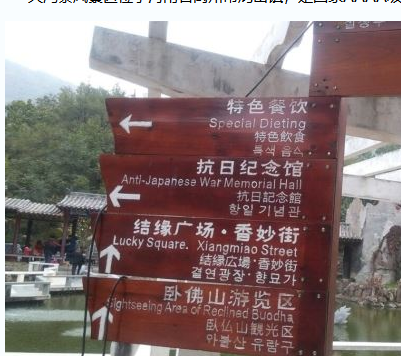 特色餐饮
Special Dieting
特色飲食
특색 음식
抗日纪念馆
Anti-Japanese War Memorial Hall
抗日記念館
항일 기념관
结缘广场·香妙街
Lucky Square. Xiangmiao Street
結縁広場·香妙街
결연광장·향묘가
卧佛山游览区
Sightseeing Area of Reclined Buddha
臥仏山観光区
와불산 유람구